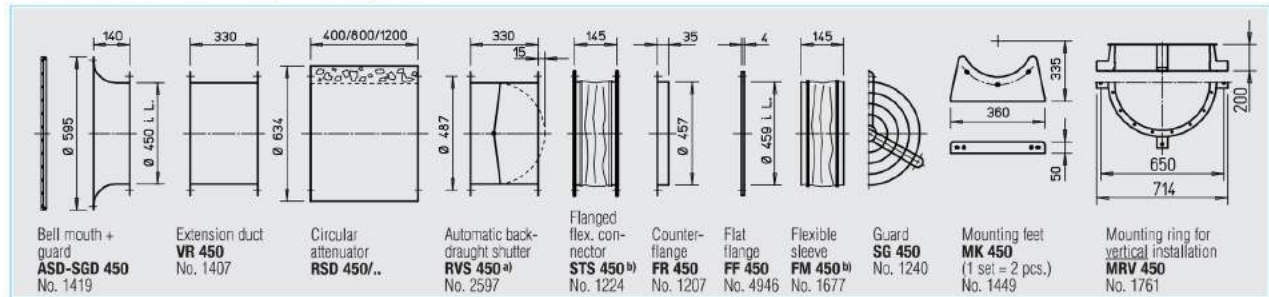 140
330
400/800/1200
330
15
145
35
4
145
335
200
Ø 595
Ø 450 i. L.
Ø 634
Ø 487
Ø 457
Ø 459 i. L.
360
50
650
714
Bell mouth +
guard
ASD-SGD 450
No. 1419
Extension duct
VR 450
No. 1407
Circular
attenuator
RSD 450/..
Automatic back-
draught shutter
RVS 450 a)
No. 2597
Flanged
flex. con-
nector
STS 450 b)
No. 1224
Counter-
flange
FR 450
No. 1207
Flat
flange
FF 450
No. 4946
Flexible
sleeve
FM 450 b)
No. 1677
Guard
SG 450
No. 1240
Mounting feet
MK 450
(1 set = 2 pcs.)
No. 1449
Mounting ring for
vertical installation
MRV 450
No. 1761